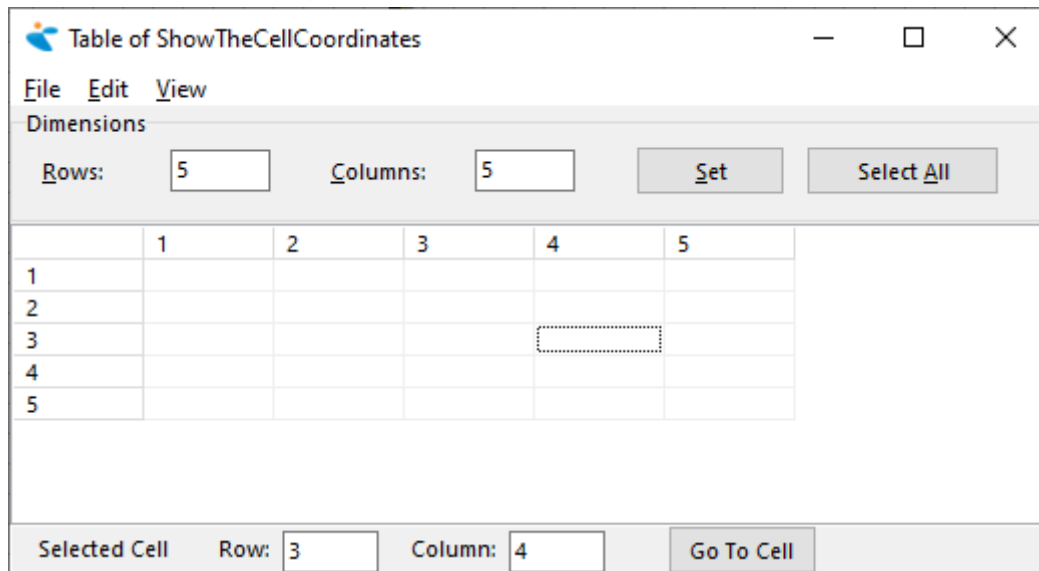 Table of ShowTheCellCoordinates
File Edit View
Dimensions
Rows: 5 Columns: 5 Set Select All
1 2 3 4 5
1
2
3
4
5
Selected Cell Row: 3 Column: 4 Go To Cell